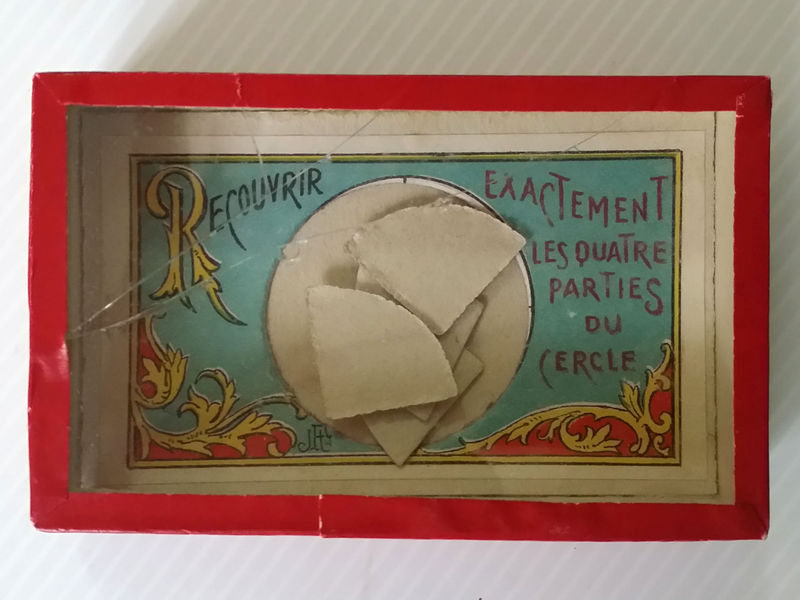 RECOUVRIR
EXACTEMENT
LES QUATRE
PARTIES
DU
CERCLE